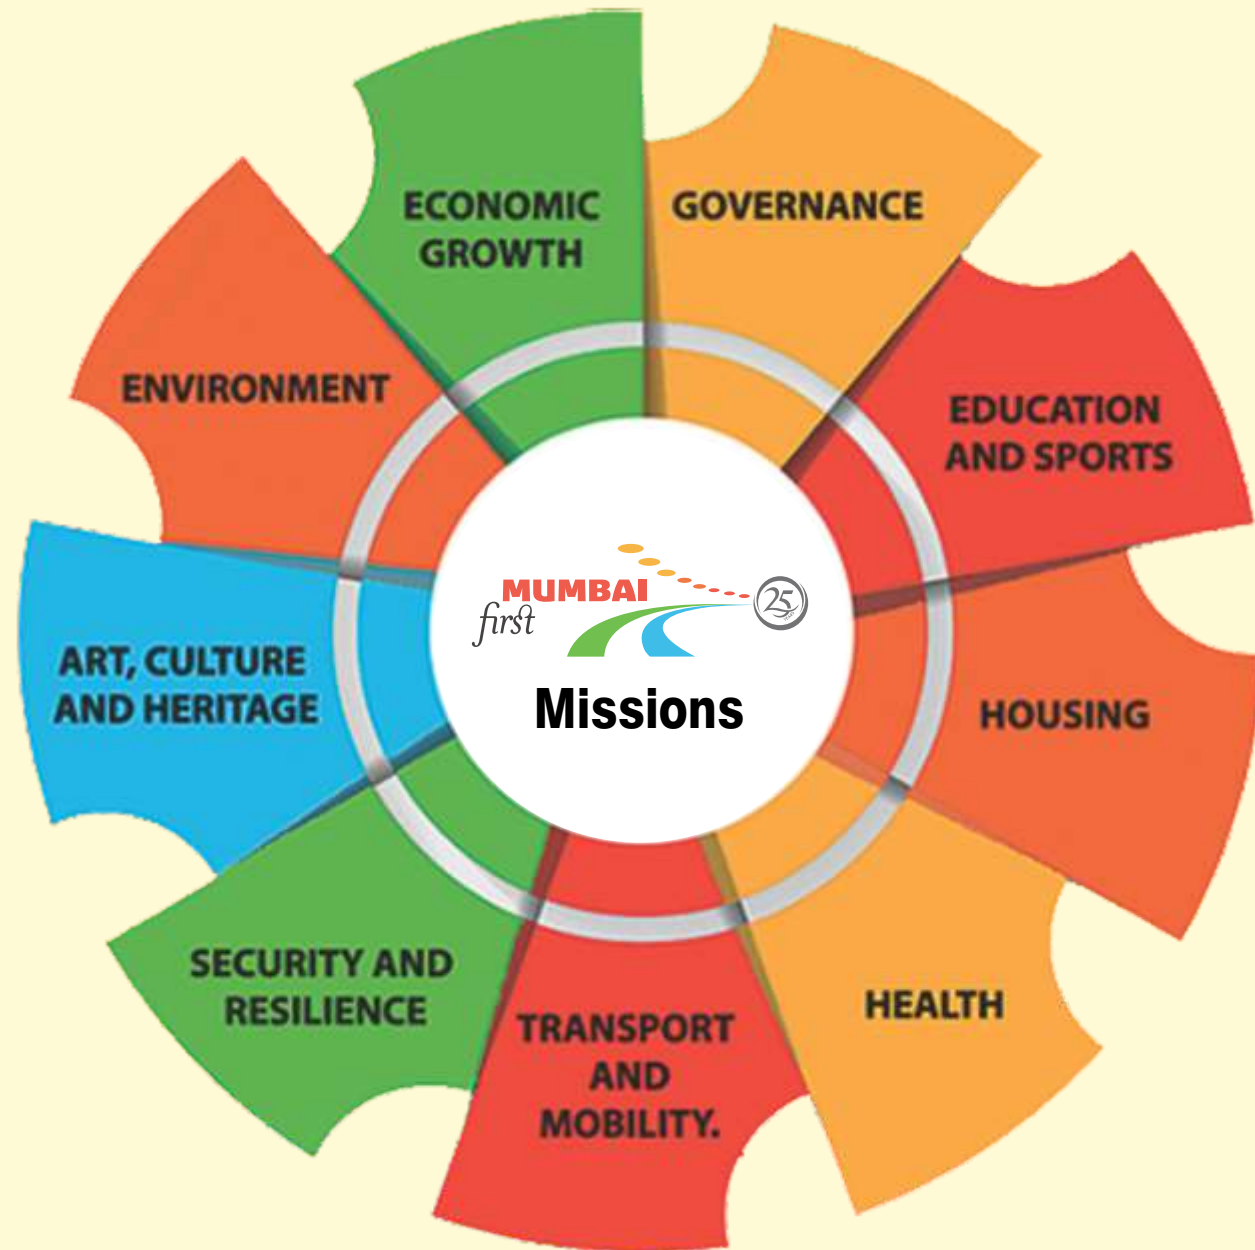 ECONOMIC
GROWTH
GOVERNANCE
EDUCATION
AND SPORTS
HOUSING
HEALTH
TRANSPORT
AND
MOBILITY.
SECURITY AND
RESILIENCE
ART, CULTURE
AND HERITAGE
ENVIRONMENT
MUMBAI
first
25
Missions